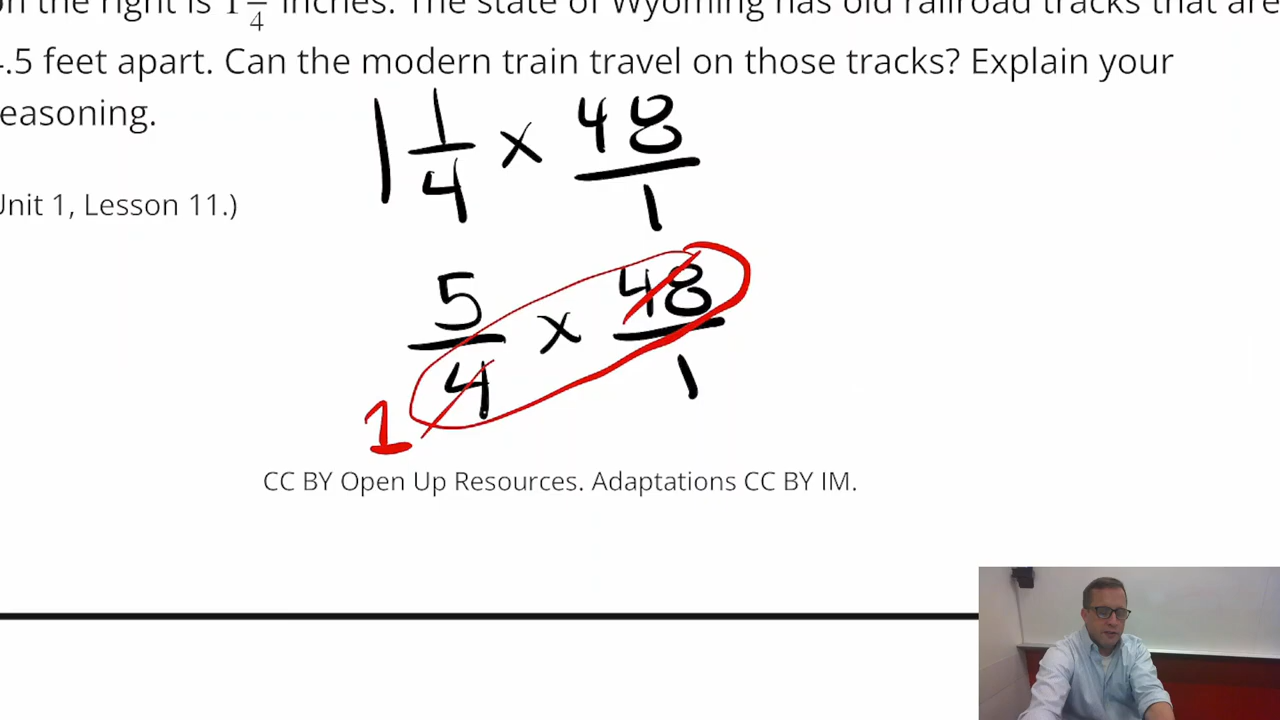 on the right is 1 1/4 inches. The state of Wyoming has old railroad tracks that are
4.5 feet apart. Can the modern train travel on those tracks? Explain your
easoning.
1 1/4 x 48/1
Unit 1, Lesson 11.)
5/4 x 48/1
1
CC BY Open Up Resources. Adaptations CC BY IM.